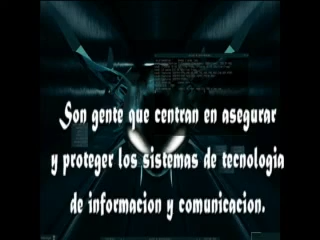 Son gente que centran en asegurar
y proteger los sistemas de tecnologia
de informacion y comunicacion.